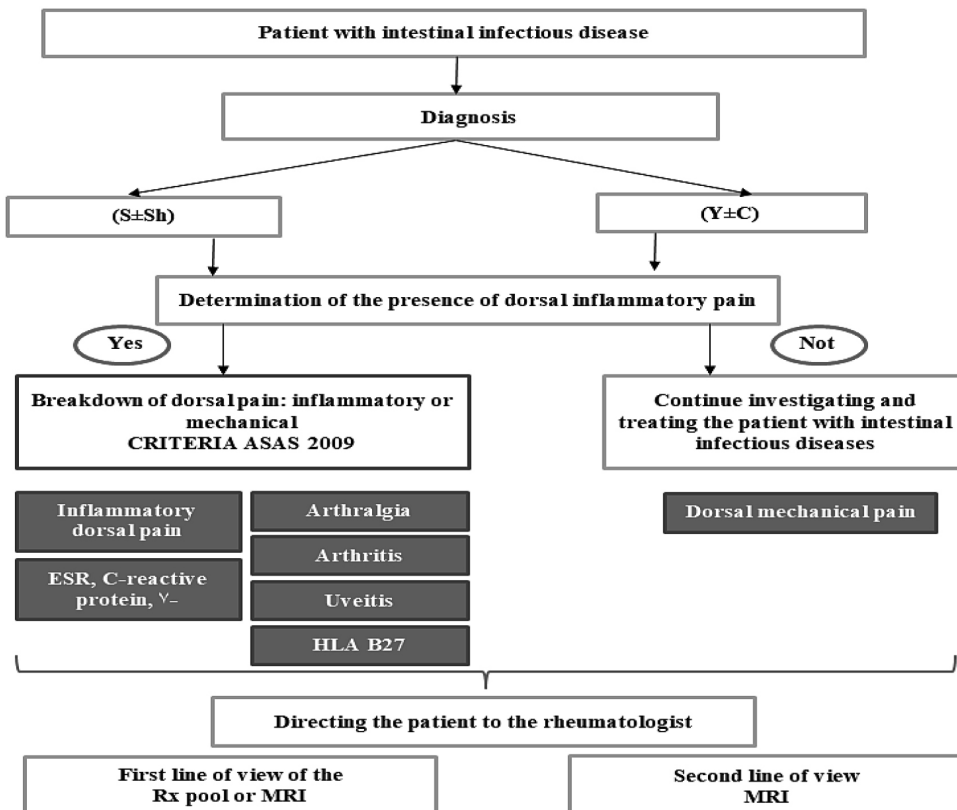 Patient with intestinal infectious disease
Diagnosis
(S±Sh)
(Y±C)
Determination of the presence of dorsal inflammatory pain
Yes
Not
Breakdown of dorsal pain: inflammatory or
mechanical
CRITERIA ASAS 2009
Continue investigating and
treating the patient with intestinal
infectious diseases
Inflammatory
dorsal pain
Arthralgia
Dorsal mechanical pain
Arthritis
ESR, C-reactive
protein, γ–
Uveitis
HLA B27
Directing the patient to the rheumatologist
First line of view of the
Rx pool or MRI
Second line of view
MRI